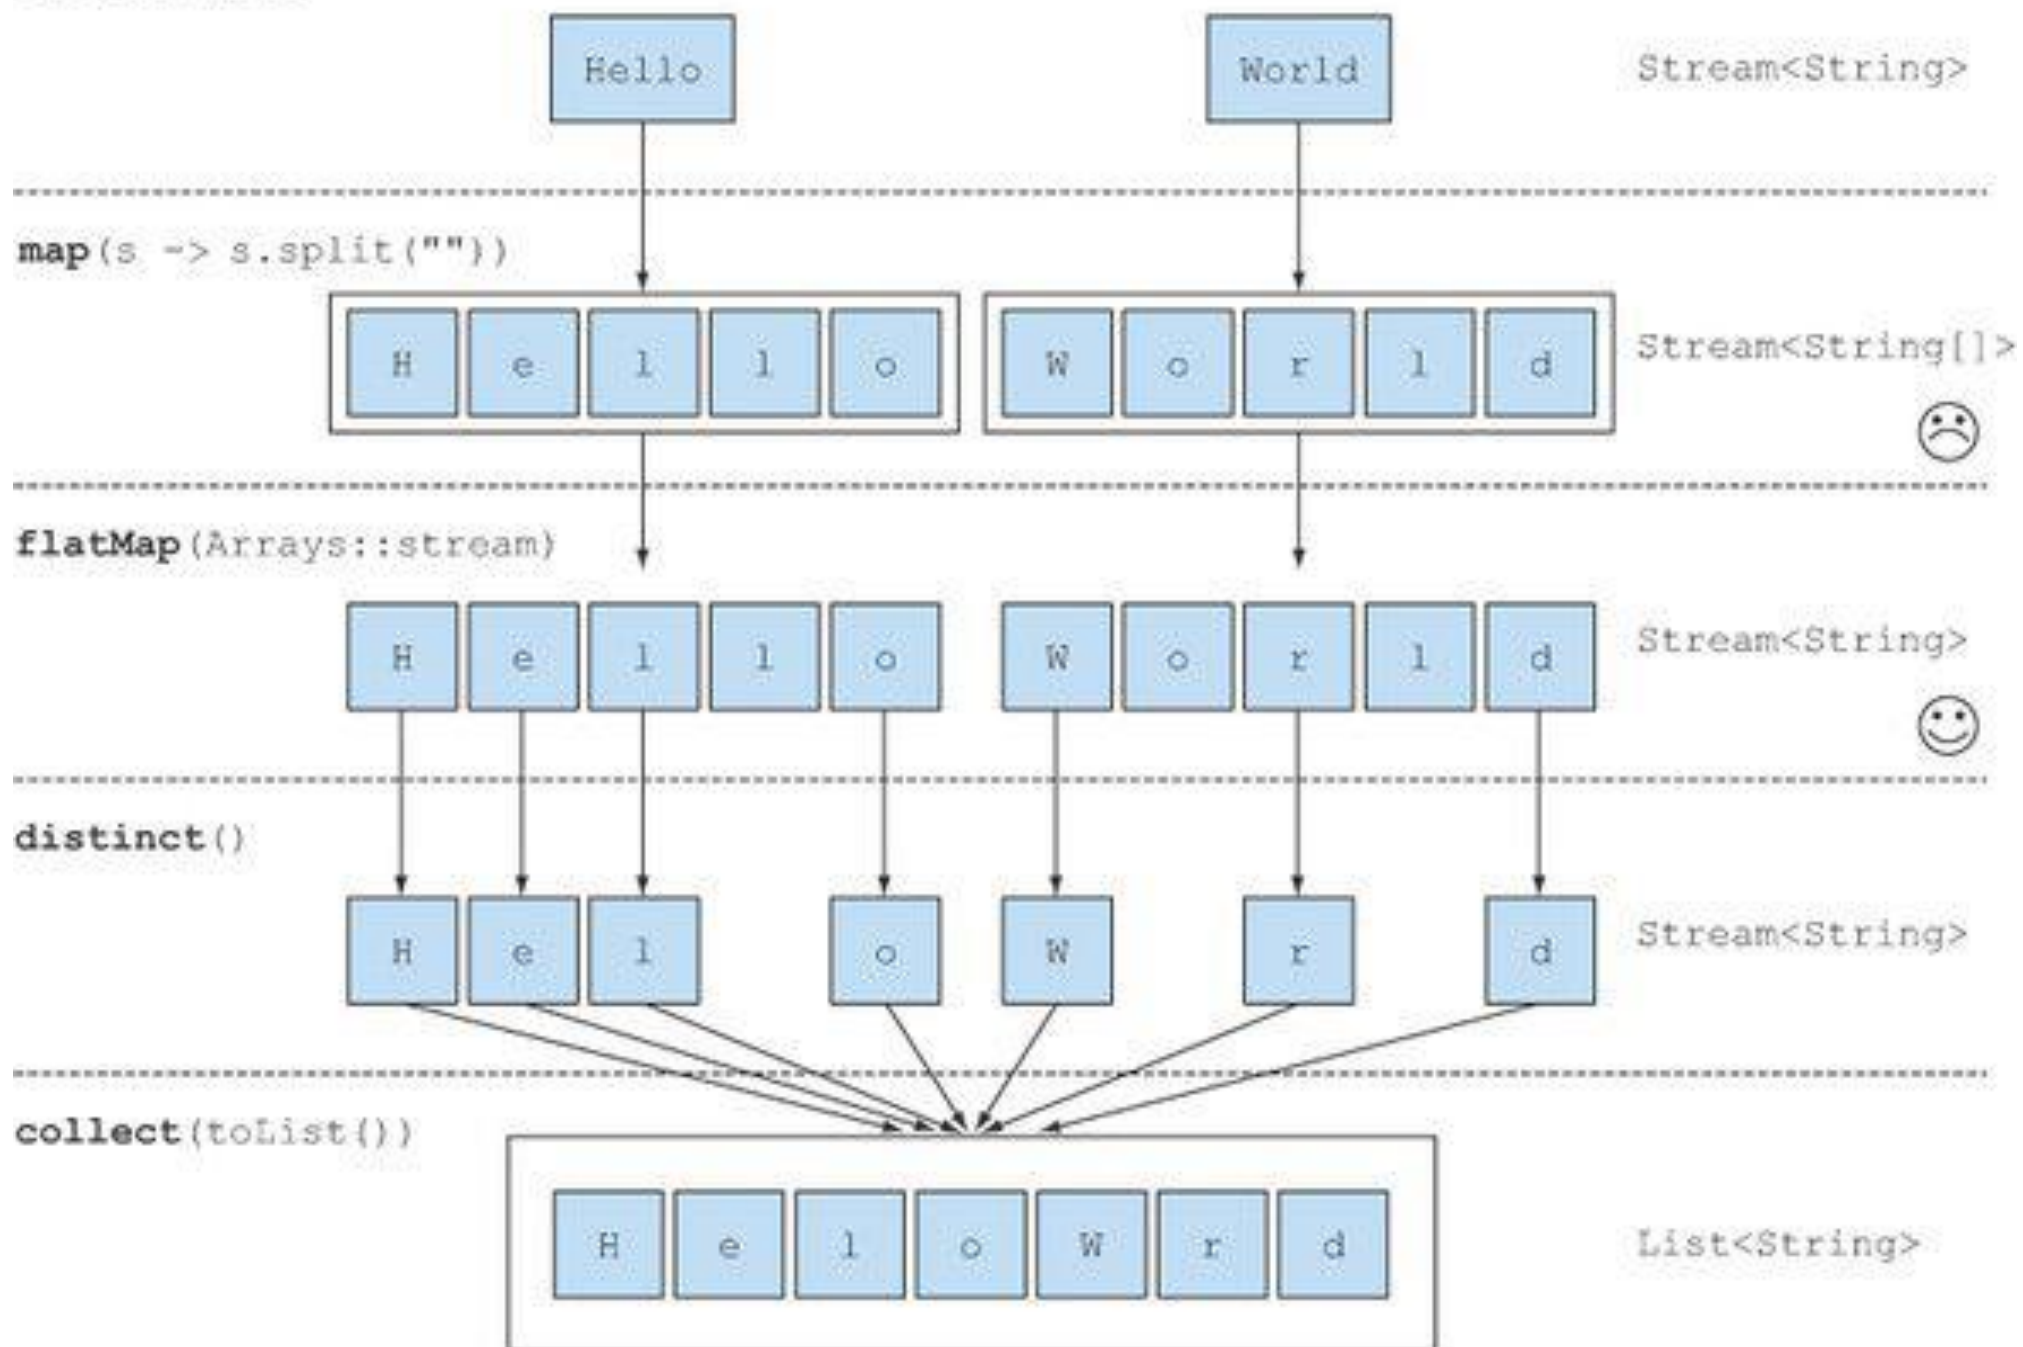 Hello World Stream<String>
map(s -> s.split(""))
H e l l o W o r l d Stream<String[]>
flatMap(Arrays::stream)
H e l l o W o r l d Stream<String>
distinct()
H e l o W r d Stream<String>
collect(toList())
H e l o W r d List<String>